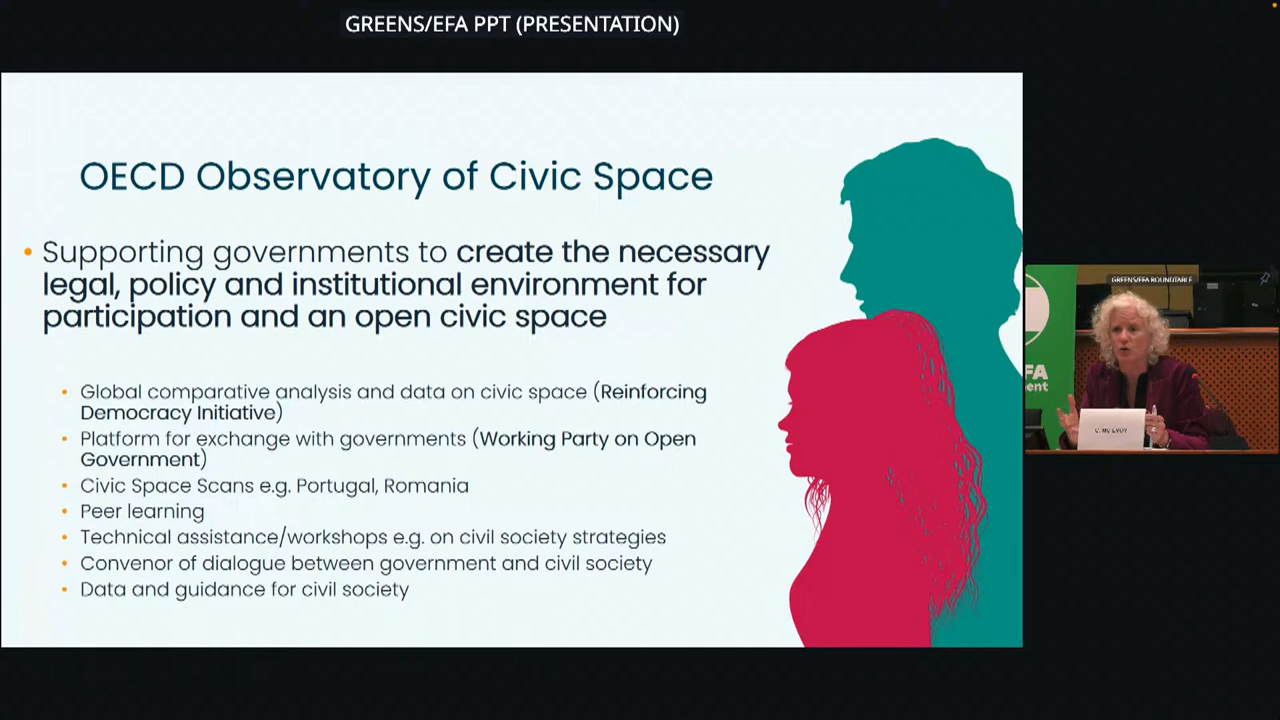 GREENS/EFA PPT (PRESENTATION)
OECD Observatory of Civic Space
• Supporting governments to create the necessary
legal, policy and institutional environment for
participation and an open civic space
• Global comparative analysis and data on civic space (Reinforcing
Democracy Initiative)
• Platform for exchange with governments (Working Party on Open
Government)
• Civic Space Scans e.g. Portugal, Romania
• Peer learning
• Technical assistance/workshops e.g. on civil society strategies
• Convenor of dialogue between government and civil society
• Data and guidance for civil society
GREENS/EFA ROUNDTABLE
FA
ent
C. MC EVOY